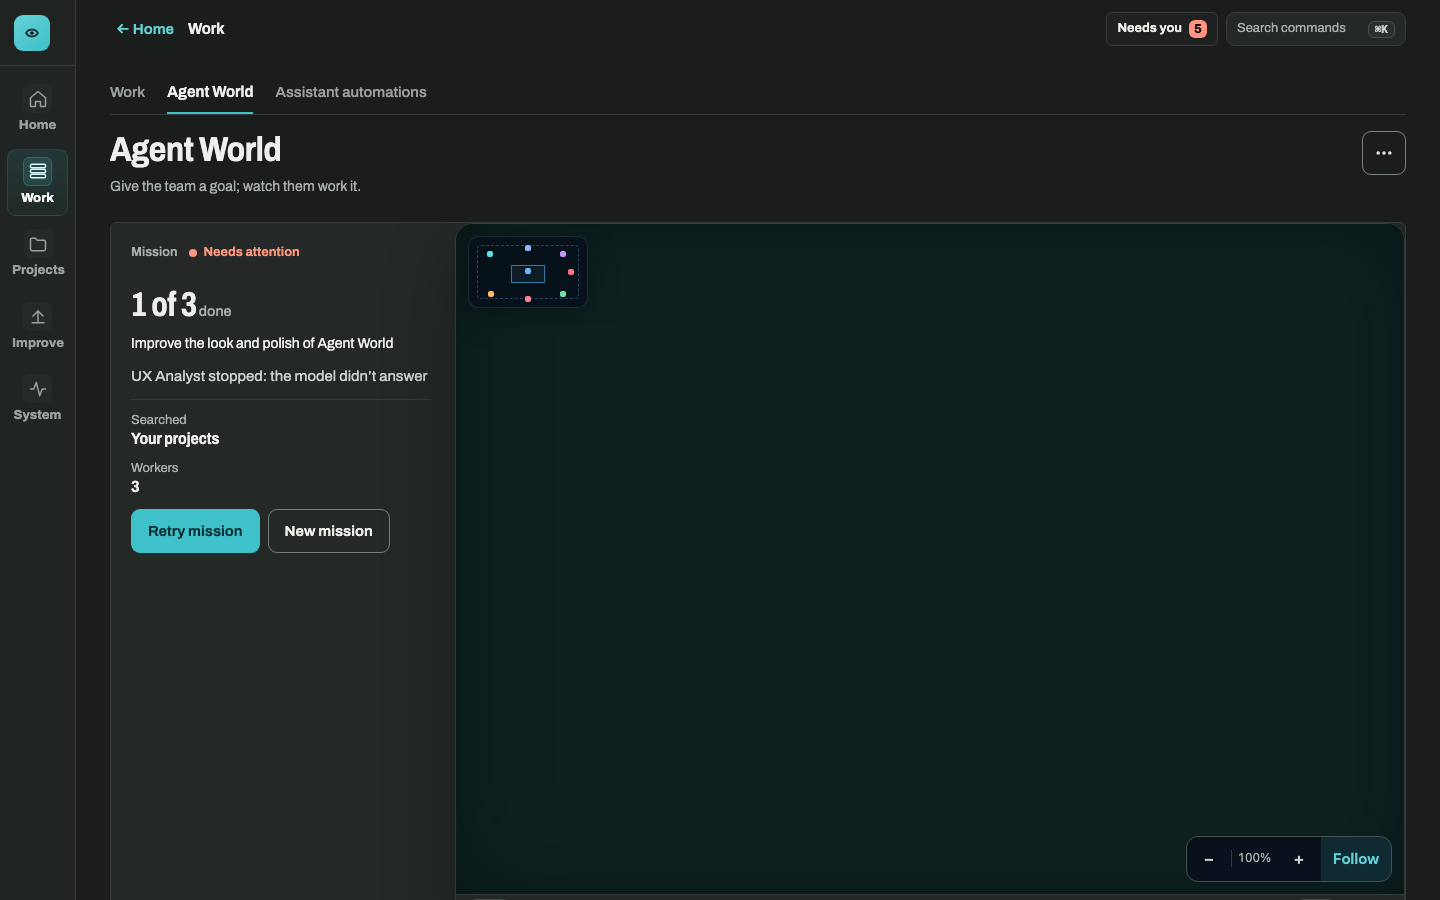 ← Home Work
Needs you 5
Search commands ⌘K
Home
Work
Projects
Improve
System
Work Agent World Assistant automations
Agent World
Give the team a goal; watch them work it.
Mission Needs attention
1 of 3 done
Improve the look and polish of Agent World
UX Analyst stopped: the model didn’t answer
Searched
Your projects
Workers
3
Retry mission New mission
− 100% + Follow